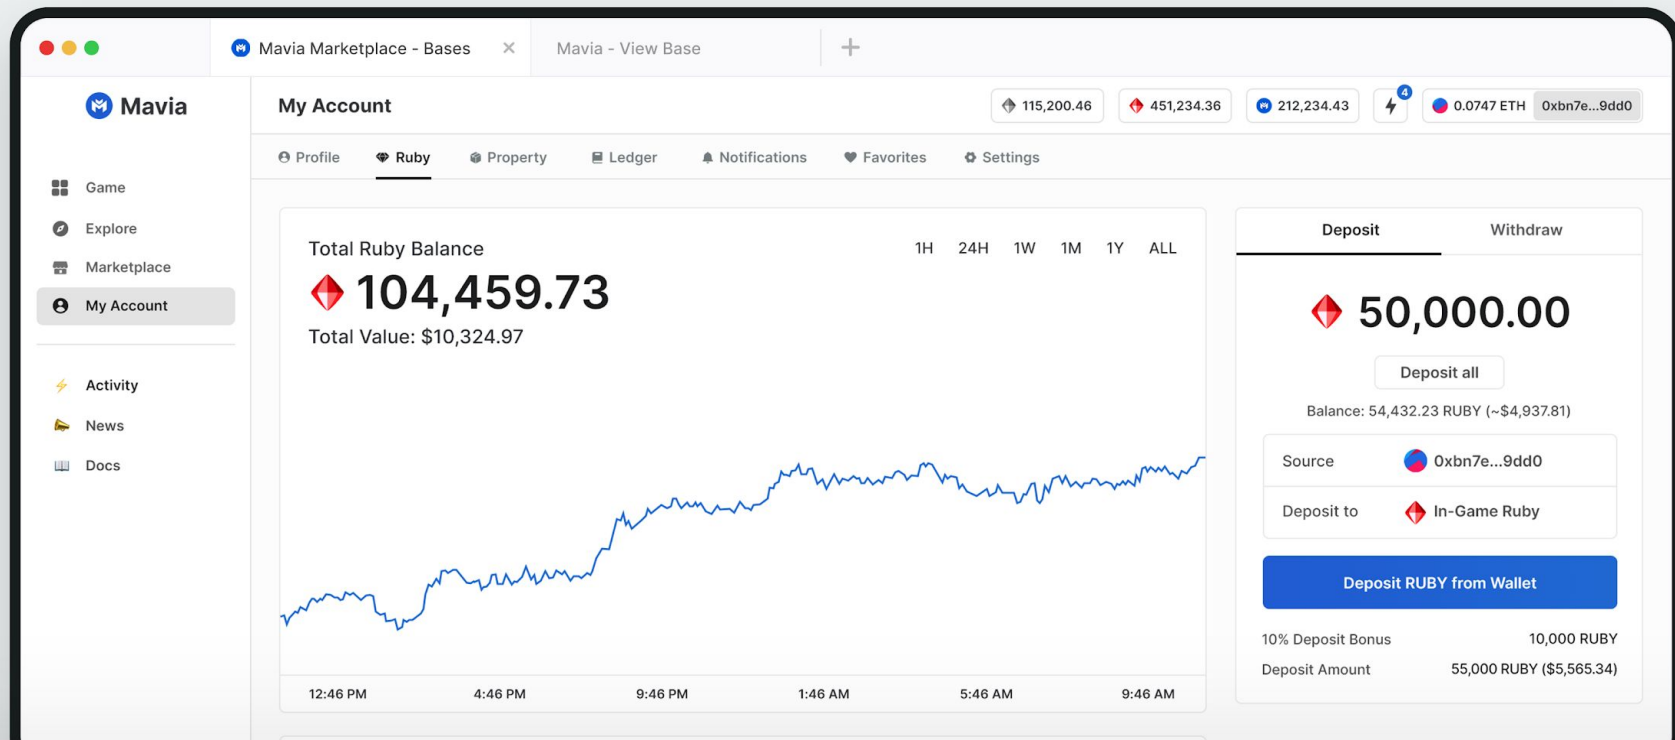 Mavia Marketplace - Bases
Mavia - View Base
Mavia
My Account
115,200.46
451,234.36
212,234.43
4
0.0747 ETH
0xbn7e...9dd0
Profile
Ruby
Property
Ledger
Notifications
Favorites
Settings
Game
Explore
Marketplace
My Account
Activity
News
Docs
Total Ruby Balance
1H 24H 1W 1M 1Y ALL
104,459.73
Total Value: $10,324.97
12:46 PM 4:46 PM 9:46 PM 1:46 AM 5:46 AM 9:46 AM
Deposit Withdraw
50,000.00
Deposit all
Balance: 54,432.23 RUBY (~$4,937.81)
Source 0xbn7e...9dd0
Deposit to In-Game Ruby
Deposit RUBY from Wallet
10% Deposit Bonus 10,000 RUBY
Deposit Amount 55,000 RUBY ($5,565.34)